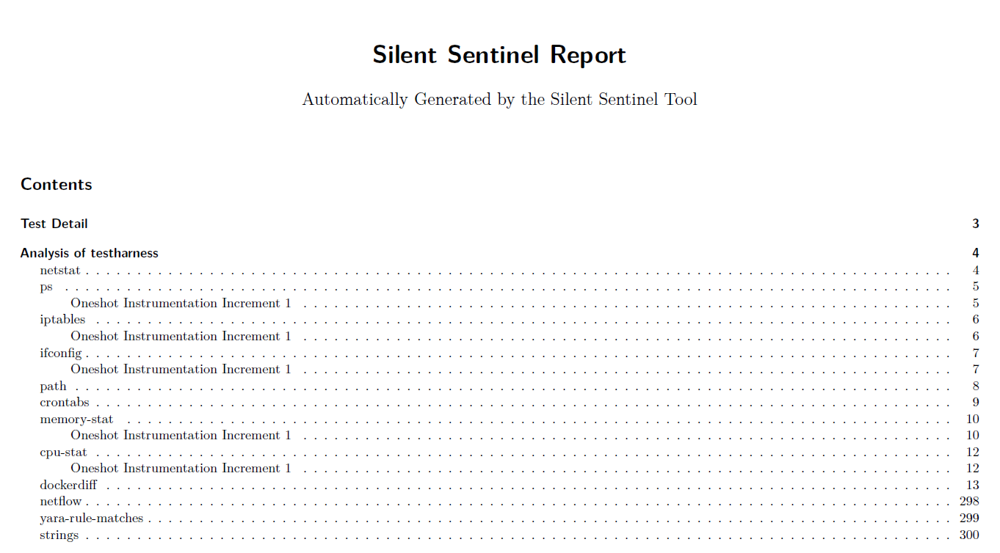 Silent Sentinel Report
Automatically Generated by the Silent Sentinel Tool
Contents
Test Detail 3
Analysis of testharness 4
netstat . . . . . . . . . . . . . . . . . . . . 4
ps . . . . . . . . . . . . . . . . . . . . 5
Oneshot Instrumentation Increment 1 . . . . . . . . . . . . . . . . . . . . 5
iptables . . . . . . . . . . . . . . . . . . . . 6
Oneshot Instrumentation Increment 1 . . . . . . . . . . . . . . . . . . . . 6
ifconfig . . . . . . . . . . . . . . . . . . . . 7
Oneshot Instrumentation Increment 1 . . . . . . . . . . . . . . . . . . . . 7
path . . . . . . . . . . . . . . . . . . . . 8
crontabs . . . . . . . . . . . . . . . . . . . . 9
memory-stat . . . . . . . . . . . . . . . . . . . . 10
Oneshot Instrumentation Increment 1 . . . . . . . . . . . . . . . . . . . . 10
cpu-stat . . . . . . . . . . . . . . . . . . . . 12
Oneshot Instrumentation Increment 1 . . . . . . . . . . . . . . . . . . . . 12
dockerdiff . . . . . . . . . . . . . . . . . . . . 13
netflow . . . . . . . . . . . . . . . . . . . . 298
yara-rule-matches . . . . . . . . . . . . . . . . . . . . 299
strings . . . . . . . . . . . . . . . . . . . . 300